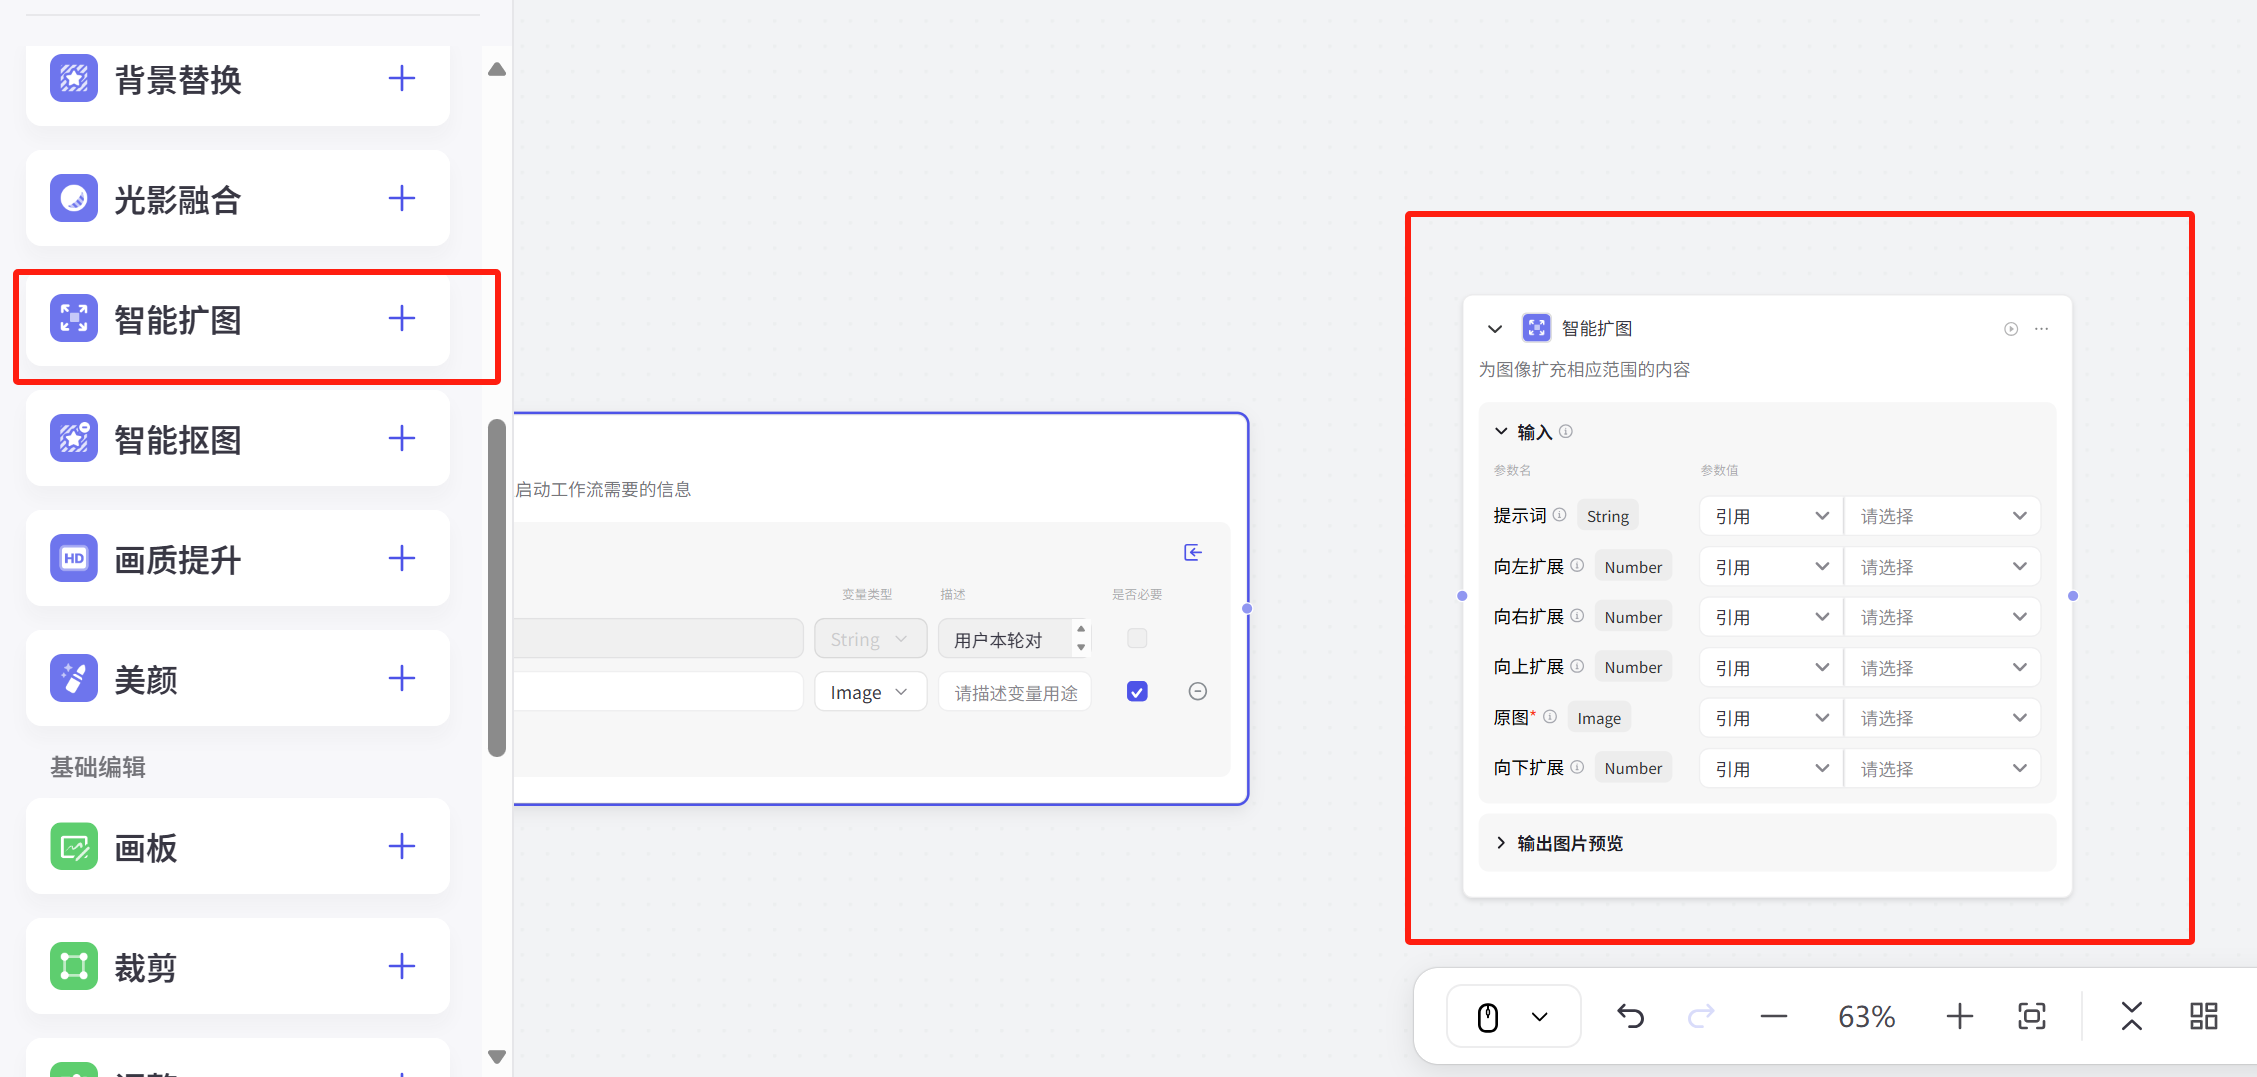 背景替换
光影融合
智能扩图
智能抠图
HD 画质提升
美颜
基础编辑
画板
裁剪
启动工作流需要的信息
变量类型 描述 是否必要
String 用户本轮对
Image 请描述变量用途
智能扩图
为图像扩充相应范围的内容
输入
参数名 参数值
提示词 String 引用 请选择
向左扩展 Number 引用 请选择
向右扩展 Number 引用 请选择
向上扩展 Number 引用 请选择
原图* Image 引用 请选择
向下扩展 Number 引用 请选择
输出图片预览
63%